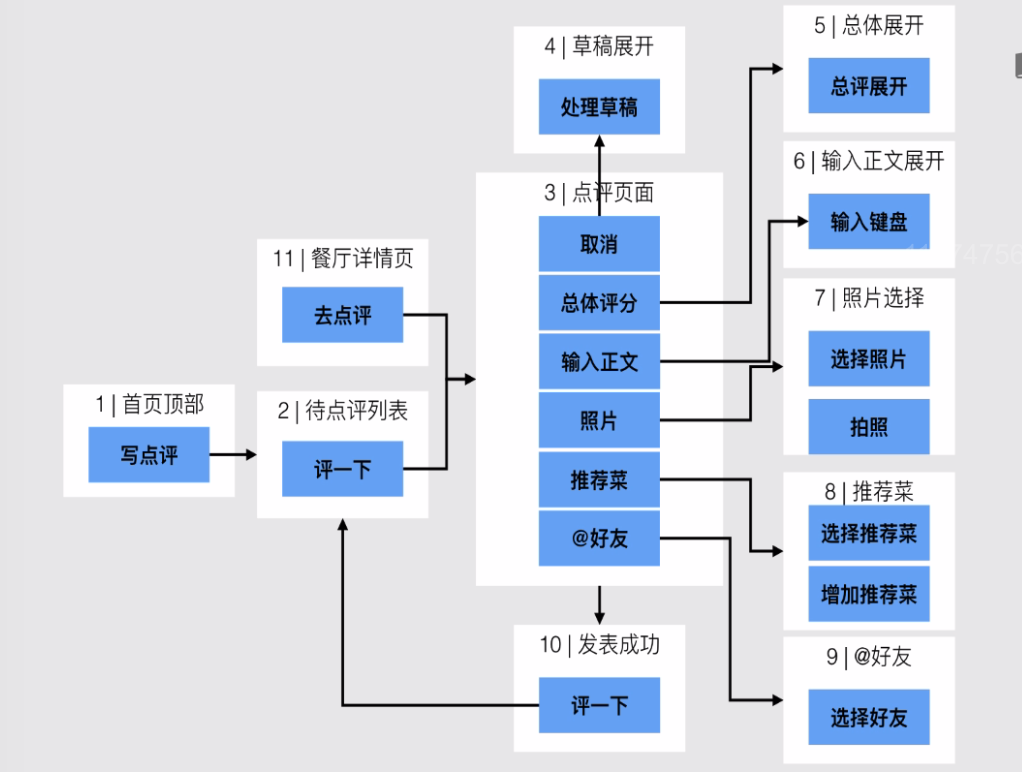 4 | 草稿展开
处理草稿
5 | 总体展开
总评展开
6 | 输入正文展开
输入键盘
3 | 点评页面
取消
总体评分
输入正文
照片
推荐菜
@好友
11 | 餐厅详情页
去点评
1 | 首页顶部
写点评
2 | 待点评列表
评一下
7 | 照片选择
选择照片
拍照
8 | 推荐菜
选择推荐菜
增加推荐菜
10 | 发表成功
评一下
9 | @好友
选择好友